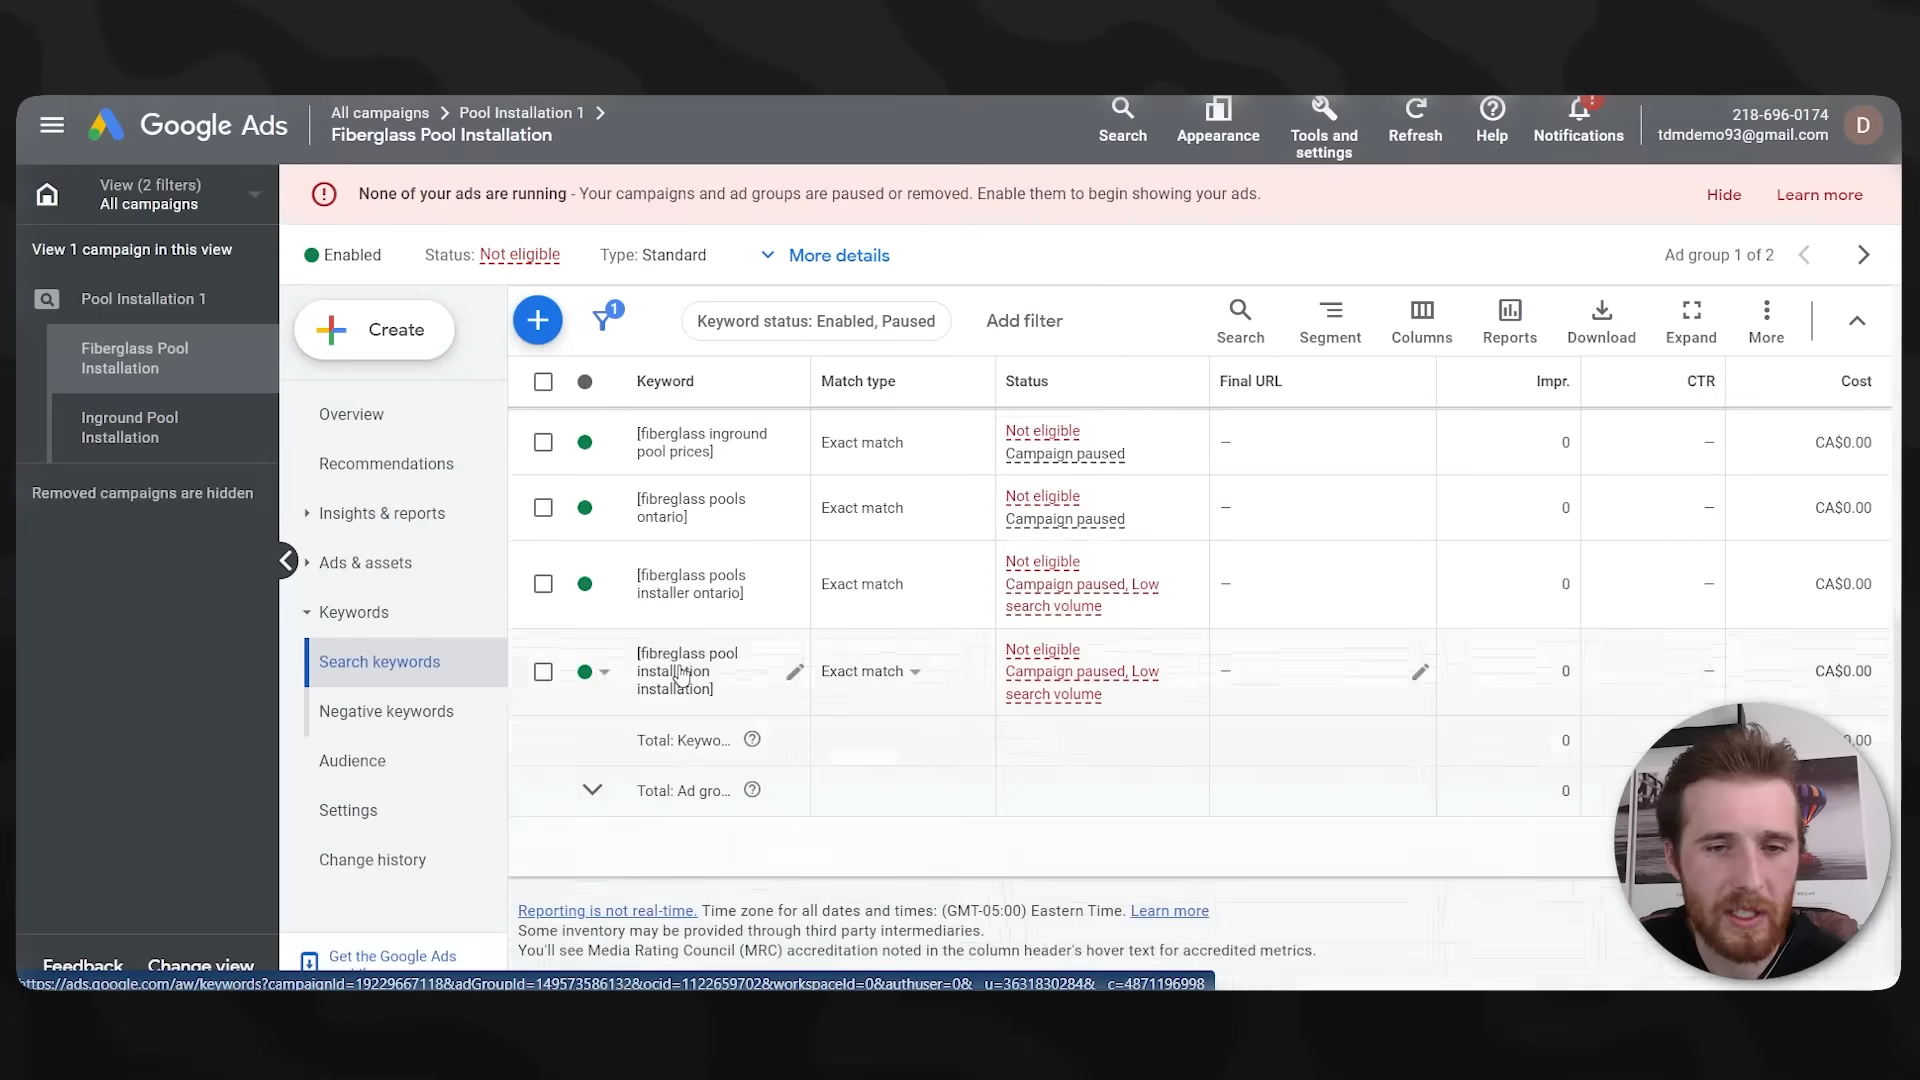 Google Ads
All campaigns
Pool Installation 1
Fiberglass Pool Installation
Search
Appearance
Tools and
settings
Refresh
Help
Notifications
218-696-0174
tdmdemo93@gmail.com
D
View (2 filters)
All campaigns
None of your ads are running - Your campaigns and ad groups are paused or removed. Enable them to begin showing your ads.
Hide
Learn more
View 1 campaign in this view
Enabled
Status: Not eligible
Type: Standard
More details
Ad group 1 of 2
Pool Installation 1
Fiberglass Pool
Installation
Inground Pool
Installation
Removed campaigns are hidden
Create
Overview
Recommendations
Insights & reports
Ads & assets
Keywords
Search keywords
Negative keywords
Audience
Settings
Change history
Get the Google Ads
1
Keyword status: Enabled, Paused
Add filter
Search
Segment
Columns
Reports
Download
Expand
More
Keyword
Match type
Status
Final URL
Impr.
CTR
Cost
[fiberglass inground
pool prices]
Exact match
Not eligible
Campaign paused
—
0
—
CA$0.00
[fibreglass pools
ontario]
Exact match
Not eligible
Campaign paused
—
0
—
CA$0.00
[fiberglass pools
installer ontario]
Exact match
Not eligible
Campaign paused, Low
search volume
—
0
—
CA$0.00
[fibreglass pool
installation
installation]
Exact match
Not eligible
Campaign paused, Low
search volume
—
0
—
CA$0.00
Total: Keywo...
0
Total: Ad gro...
0
Reporting is not real-time. Time zone for all dates and times: (GMT-05:00) Eastern Time. Learn more
Some inventory may be provided through third party intermediaries.
You'll see Media Rating Council (MRC) accreditation noted in the column header's hover text for accredited metrics.
Feedback
Change view
https://ads.google.com/aw/keywords?campaignId=19229667118&adGroupId=149573586132&ocid=1122659702&workspaceId=0&authuser=0&__u=3631830284&__c=4871196998